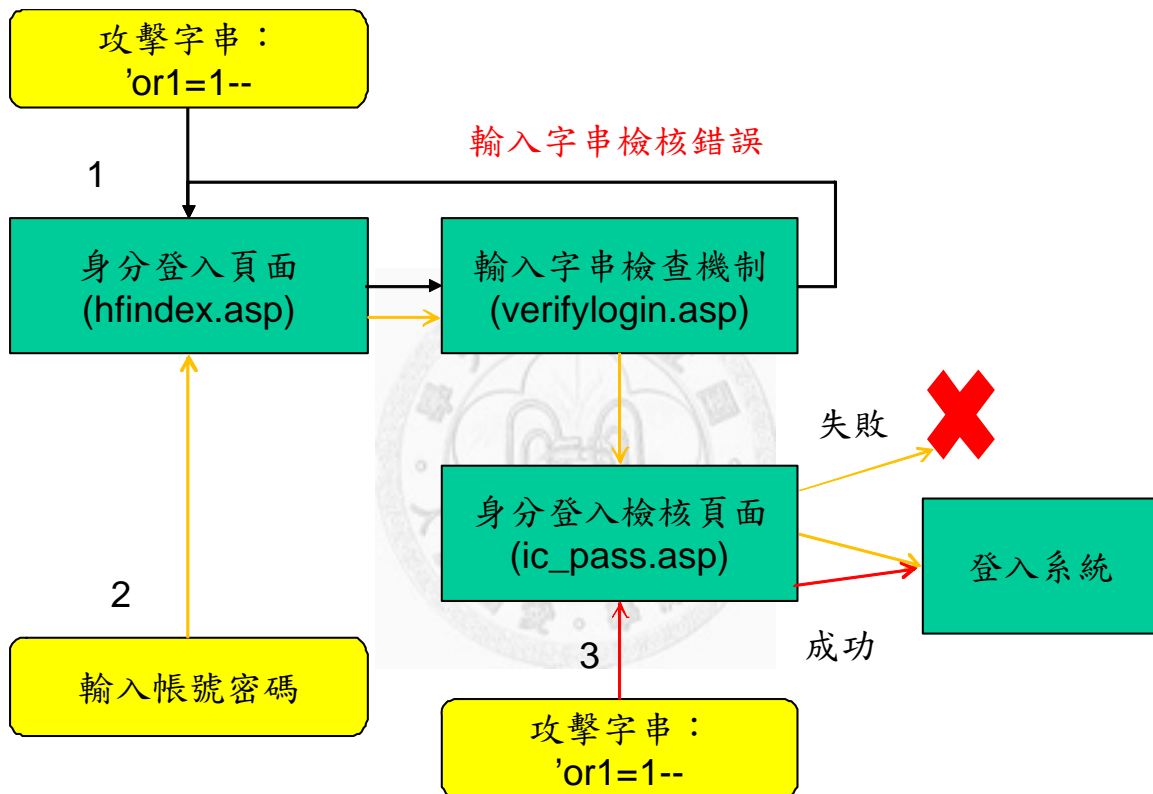 攻擊字串：
’or1=1--
輸入字串檢核錯誤
1
身分登入頁面
(hfindex.asp)
輸入字串檢查機制
(verifylogin.asp)
失敗
身分登入檢核頁面
(ic_pass.asp)
登入系統
2
3
成功
輸入帳號密碼
攻擊字串：
’or1=1--